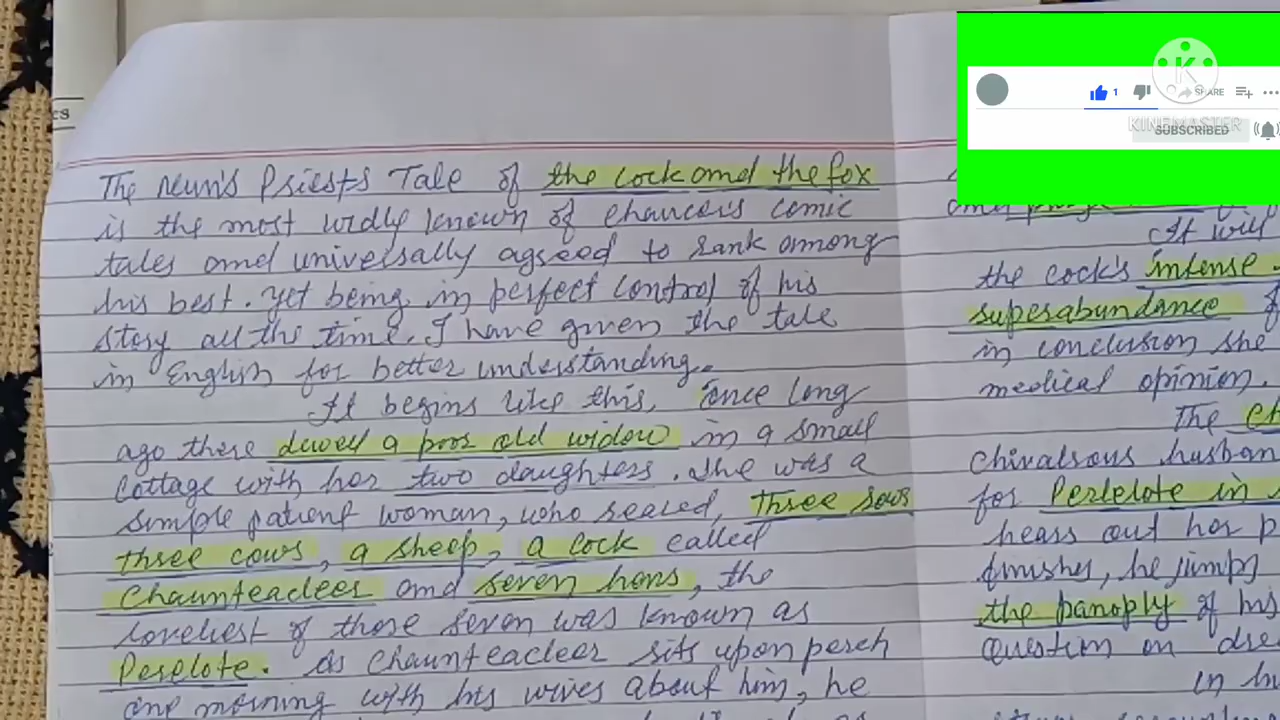 The Nun's Priests Tale of the cock and the fox
is the most widly known of Chaucer's comic
tales and universally agreed to rank among
his best. Yet being in perfect control of his
story all the time. I have given the tale
in English for better understanding.
It begins like this, Once long
ago there dwell a poor old widow in a small
Cottage with her two daughters. She was a
simple patient woman, who reared, three sows
three cows, a sheep, a cock called
Chaunteacleer and seven hens, the
loveliest of those seven was known as
Perelote. As Chaunteacleer sits upon perch
one morning with his wives about him, he
It will
the cock's intense
superabundance
in conclusion she
medical opinion.
The
chivalrous husban
for Perlelote in
hears out her p
finishes, he jumps
the panoply of his
question on dre
in hi
1
SHARE
SUBSCRIBED
K
KINEMASTER
cs